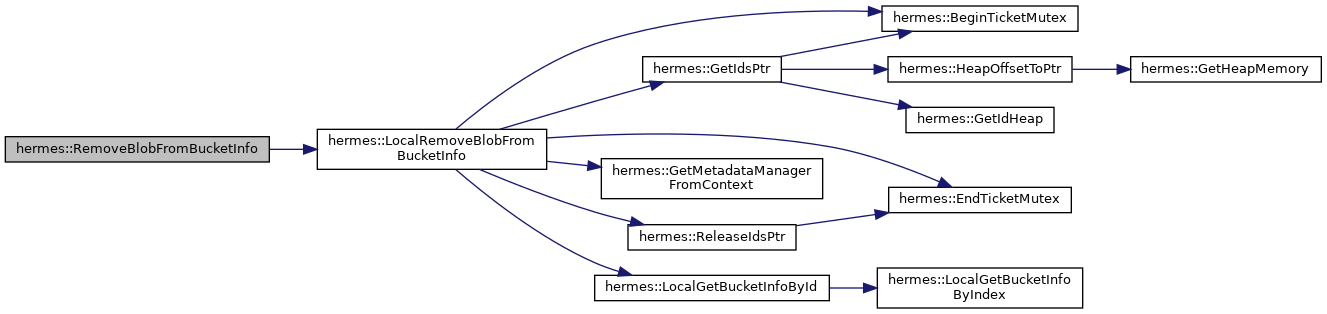 hermes::RemoveBlobFromBucketInfo
hermes::LocalRemoveBlobFrom
BucketInfo
hermes::BeginTicketMutex
hermes::GetIdsPtr
hermes::HeapOffsetToPtr
hermes::GetHeapMemory
hermes::GetIdHeap
hermes::GetMetadataManager
FromContext
hermes::EndTicketMutex
hermes::ReleaseIdsPtr
hermes::LocalGetBucketInfoById
hermes::LocalGetBucketInfo
ByIndex